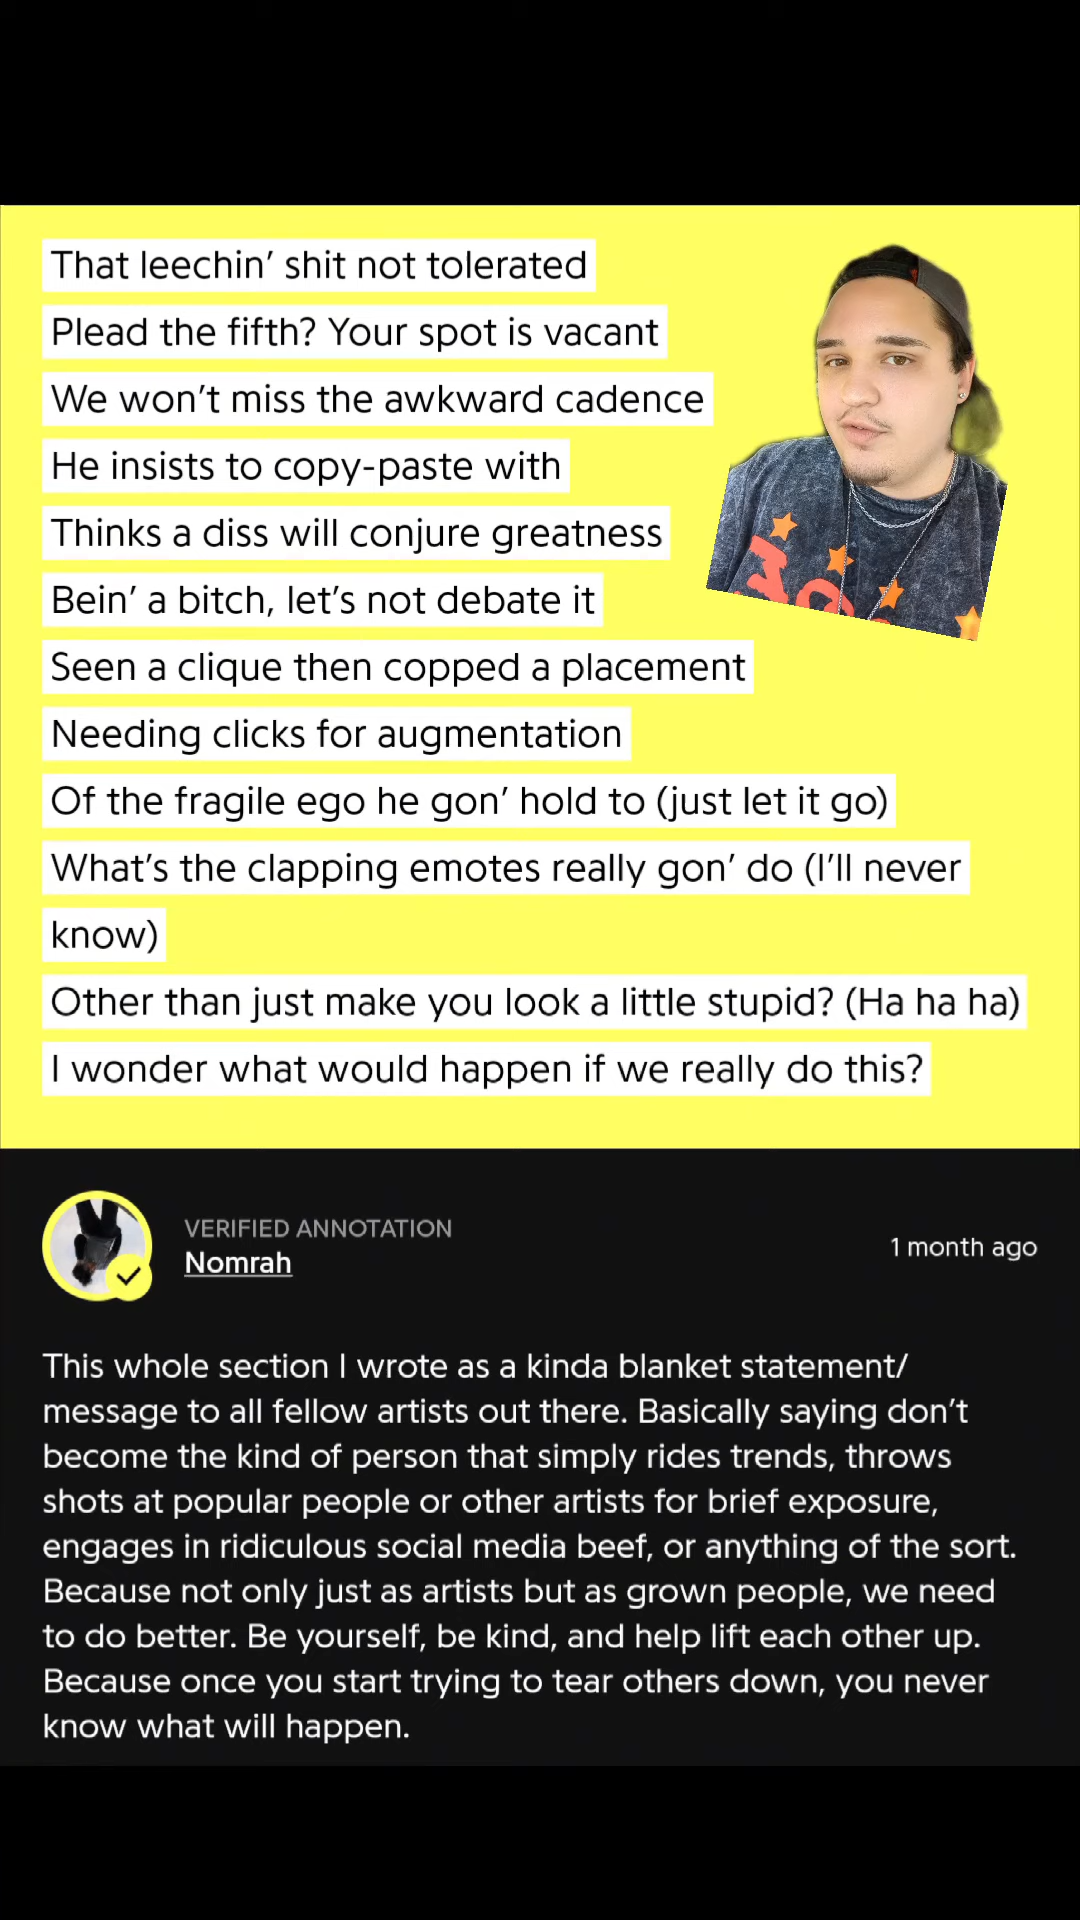 That leechin’ shit not tolerated
Plead the fifth? Your spot is vacant
We won’t miss the awkward cadence
He insists to copy-paste with
Thinks a diss will conjure greatness
Bein’ a bitch, let’s not debate it
Seen a clique then copped a placement
Needing clicks for augmentation
Of the fragile ego he gon’ hold to (just let it go)
What’s the clapping emotes really gon’ do (I’ll never
know)
Other than just make you look a little stupid? (Ha ha ha)
I wonder what would happen if we really do this?
VERIFIED ANNOTATION
Nomrah
1 month ago
This whole section I wrote as a kinda blanket statement/
message to all fellow artists out there. Basically saying don’t
become the kind of person that simply rides trends, throws
shots at popular people or other artists for brief exposure,
engages in ridiculous social media beef, or anything of the sort.
Because not only just as artists but as grown people, we need
to do better. Be yourself, be kind, and help lift each other up.
Because once you start trying to tear others down, you never
know what will happen.